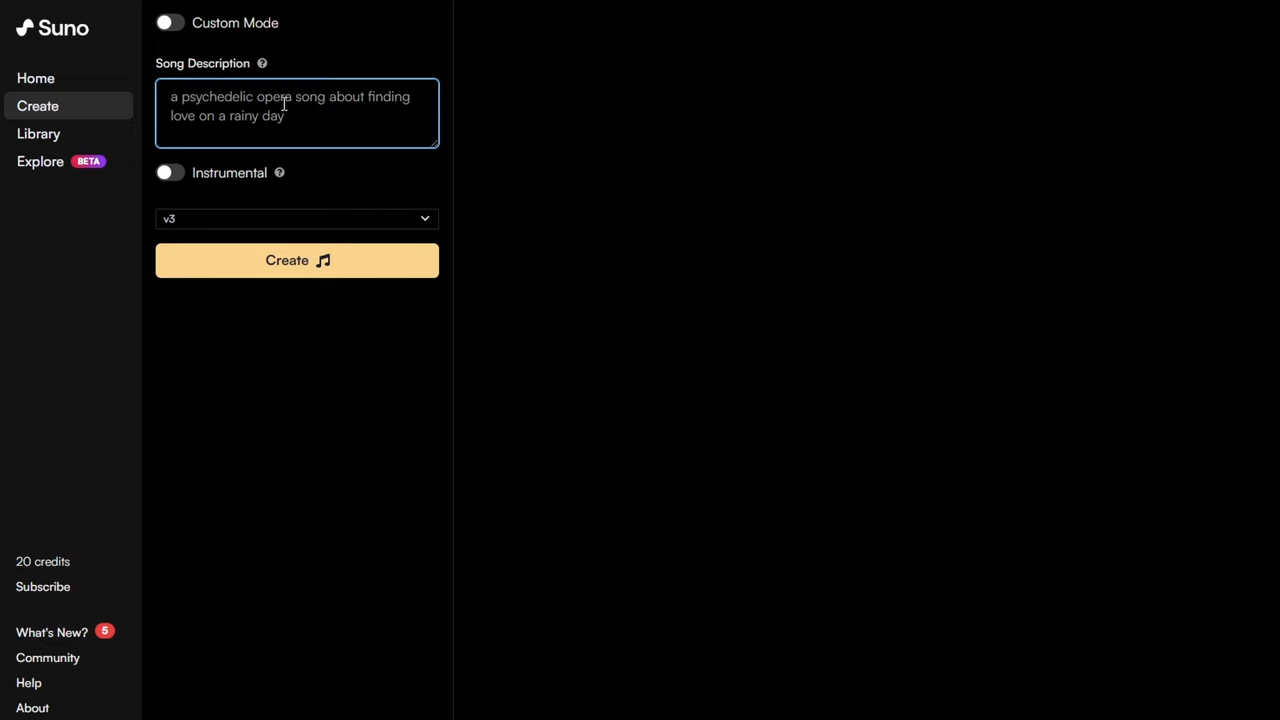 Suno
Home
Create
Library
Explore BETA
20 credits
Subscribe
What's New? 5
Community
Help
About
Custom Mode
Song Description
a psychedelic opera song about finding
love on a rainy day
Instrumental
v3
Create